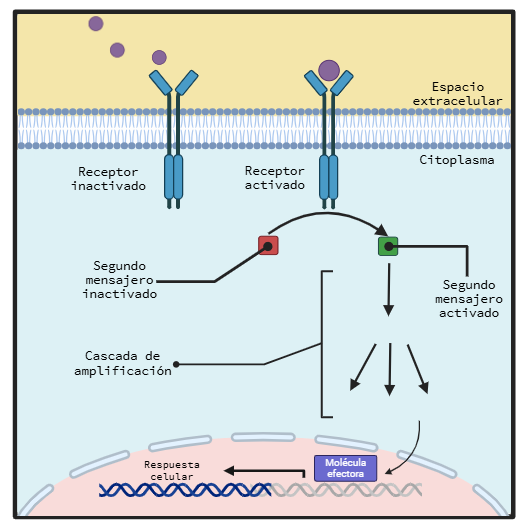 Espacio
extracelular
Citoplasma
Receptor
inactivado
Receptor
activado
Segundo
mensajero
inactivado
Segundo
mensajero
activado
Cascada de
amplificación
Respuesta
celular
Molécula
efectora